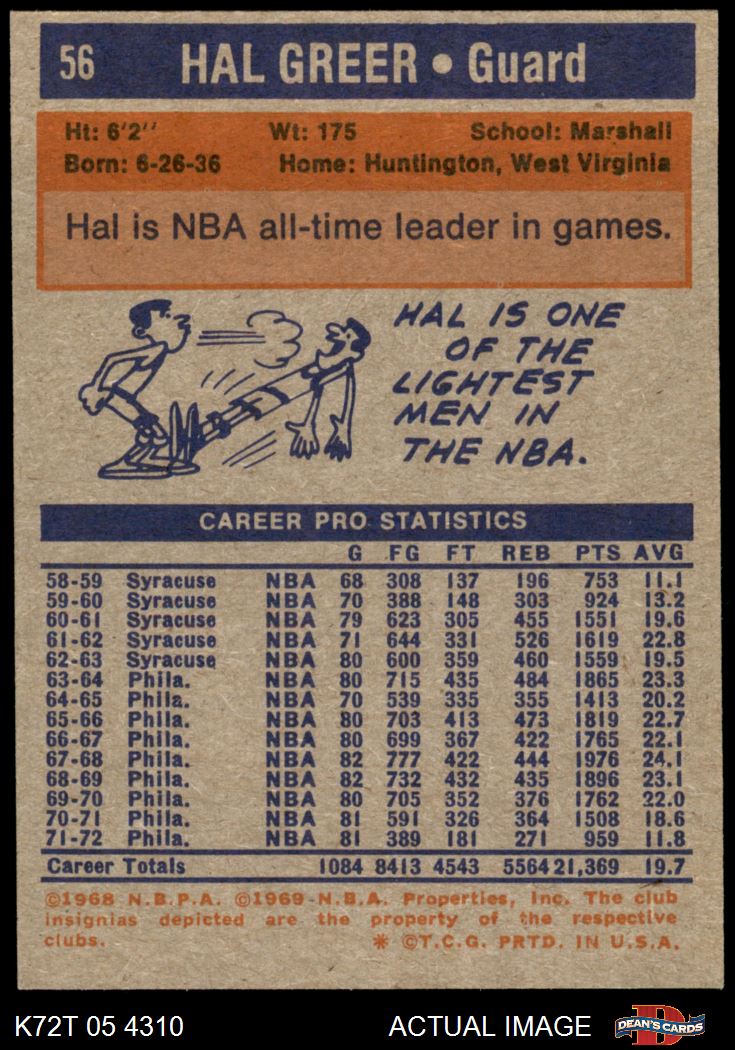 56 HAL GREER • Guard
Ht: 6'2'' Wt: 175 School: Marshall
Born: 6-26-36 Home: Huntington, West Virginia
Hal is NBA all-time leader in games.
HAL IS ONE
OF THE
LIGHTEST
MEN IN
THE NBA.
CAREER PRO STATISTICS
G FG FT REB PTS AVG
58-59 Syracuse NBA 68 308 137 196 753 11.1
59-60 Syracuse NBA 70 388 148 303 924 13.2
60-61 Syracuse NBA 79 623 305 455 1551 19.6
61-62 Syracuse NBA 71 644 331 526 1619 22.8
62-63 Syracuse NBA 80 600 359 460 1559 19.5
63-64 Phila. NBA 80 715 435 484 1865 23.3
64-65 Phila. NBA 70 539 335 355 1413 20.2
65-66 Phila. NBA 80 703 413 473 1819 22.7
66-67 Phila. NBA 80 699 367 422 1765 22.1
67-68 Phila. NBA 82 777 422 444 1976 24.1
68-69 Phila. NBA 82 732 432 435 1896 23.1
69-70 Phila. NBA 80 705 352 376 1762 22.0
70-71 Phila. NBA 81 591 326 364 1508 18.6
71-72 Phila. NBA 81 389 181 271 959 11.8
Career Totals 1084 8413 4543 5564 21,369 19.7
©1968 N.B.P.A. ©1969-N.B.A. Properties, Inc. The club
insignias depicted are the property of the respective
clubs. * ©T.C.G. PRTD. IN U.S.A.
K72T 05 4310 ACTUAL IMAGE DEAN'S CARDS